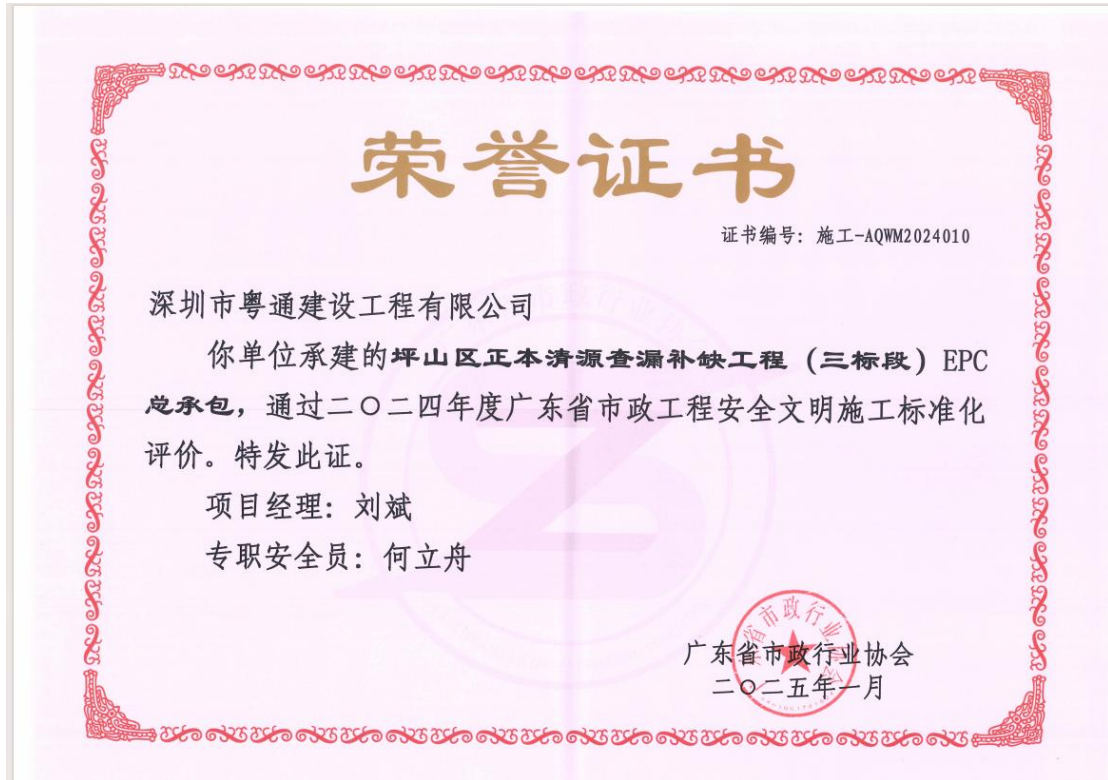 荣誉证书
证书编号：施工-AQWM2024010
深圳市粤通建设工程有限公司
你单位承建的坪山区正本清源查漏补缺工程（三标段）EPC
总承包，通过二〇二四年度广东省市政工程安全文明施工标准化
评价。特发此证。
项目经理：刘斌
专职安全员：何立舟
广东省市政行业协会
二〇二五年一月